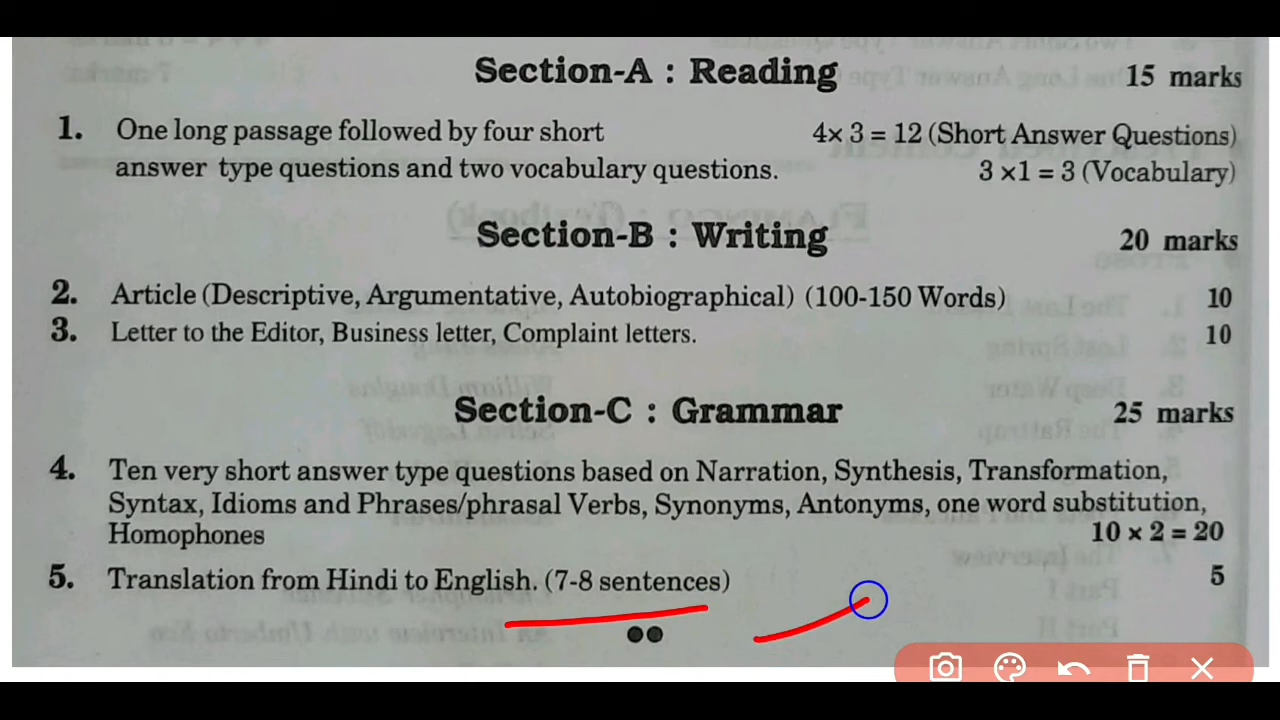 Section-A : Reading 15 marks
1. One long passage followed by four short 4× 3 = 12 (Short Answer Questions)
answer type questions and two vocabulary questions. 3 ×1 = 3 (Vocabulary)
Section-B : Writing 20 marks
2. Article (Descriptive, Argumentative, Autobiographical) (100-150 Words) 10
3. Letter to the Editor, Business letter, Complaint letters. 10
Section-C : Grammar 25 marks
4. Ten very short answer type questions based on Narration, Synthesis, Transformation,
Syntax, Idioms and Phrases/phrasal Verbs, Synonyms, Antonyms, one word substitution,
Homophones 10 × 2 = 20
5. Translation from Hindi to English. (7-8 sentences) 5